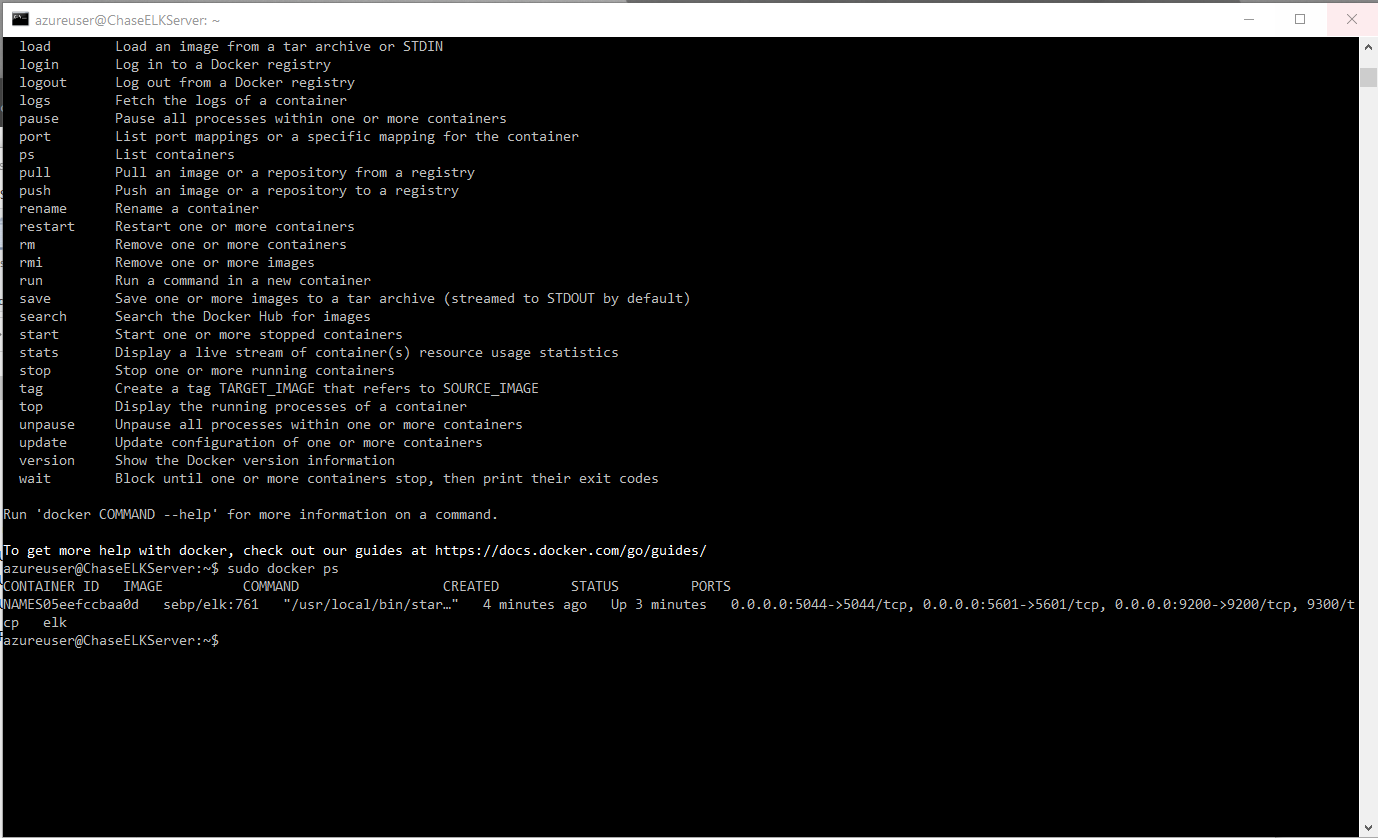 azureuser@ChaseELKServer: ~
load        Load an image from a tar archive or STDIN
login       Log in to a Docker registry
logout      Log out from a Docker registry
logs        Fetch the logs of a container
pause       Pause all processes within one or more containers
port        List port mappings or a specific mapping for the container
ps          List containers
pull        Pull an image or a repository from a registry
push        Push an image or a repository to a registry
rename      Rename a container
restart     Restart one or more containers
rm          Remove one or more containers
rmi         Remove one or more images
run         Run a command in a new container
save        Save one or more images to a tar archive (streamed to STDOUT by default)
search      Search the Docker Hub for images
start       Start one or more stopped containers
stats       Display a live stream of container(s) resource usage statistics
stop        Stop one or more running containers
tag         Create a tag TARGET_IMAGE that refers to SOURCE_IMAGE
top         Display the running processes of a container
unpause     Unpause all processes within one or more containers
update      Update configuration of one or more containers
version     Show the Docker version information
wait        Block until one or more containers stop, then print their exit codes
Run 'docker COMMAND --help' for more information on a command.
To get more help with docker, check out our guides at https://docs.docker.com/go/guides/
azureuser@ChaseELKServer:~$ sudo docker ps
CONTAINER ID   IMAGE          COMMAND                  CREATED         STATUS         PORTS
NAMES05eefccbaa0d   sebp/elk:761   "/usr/local/bin/star…"   4 minutes ago   Up 3 minutes   0.0.0.0:5044->5044/tcp, 0.0.0.0:5601->5601/tcp, 0.0.0.0:9200->9200/tcp, 9300/t
cp   elk
azureuser@ChaseELKServer:~$